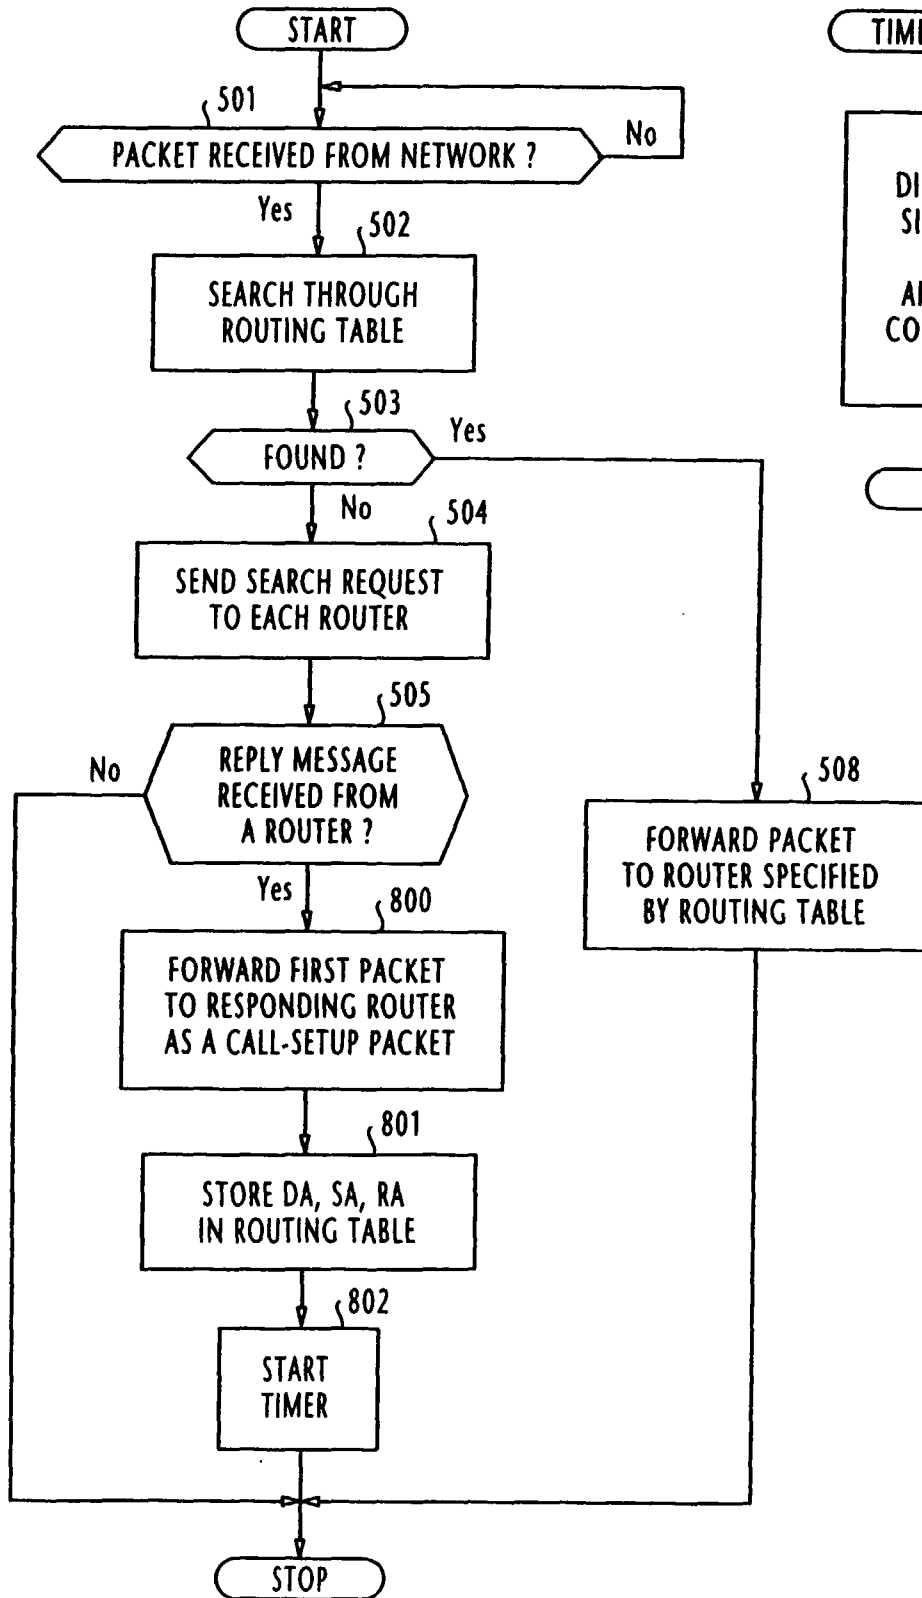 START
501
PACKET RECEIVED FROM NETWORK ?
No
Yes
502
SEARCH THROUGH
ROUTING TABLE
503
FOUND ?
Yes
No
504
SEND SEARCH REQUEST
TO EACH ROUTER
505
REPLY MESSAGE
RECEIVED FROM
A ROUTER ?
No
Yes
800
FORWARD FIRST PACKET
TO RESPONDING ROUTER
AS A CALL-SETUP PACKET
801
STORE DA, SA, RA
IN ROUTING TABLE
802
START
TIMER
508
FORWARD PACKET
TO ROUTER SPECIFIED
BY ROUTING TABLE
STOP